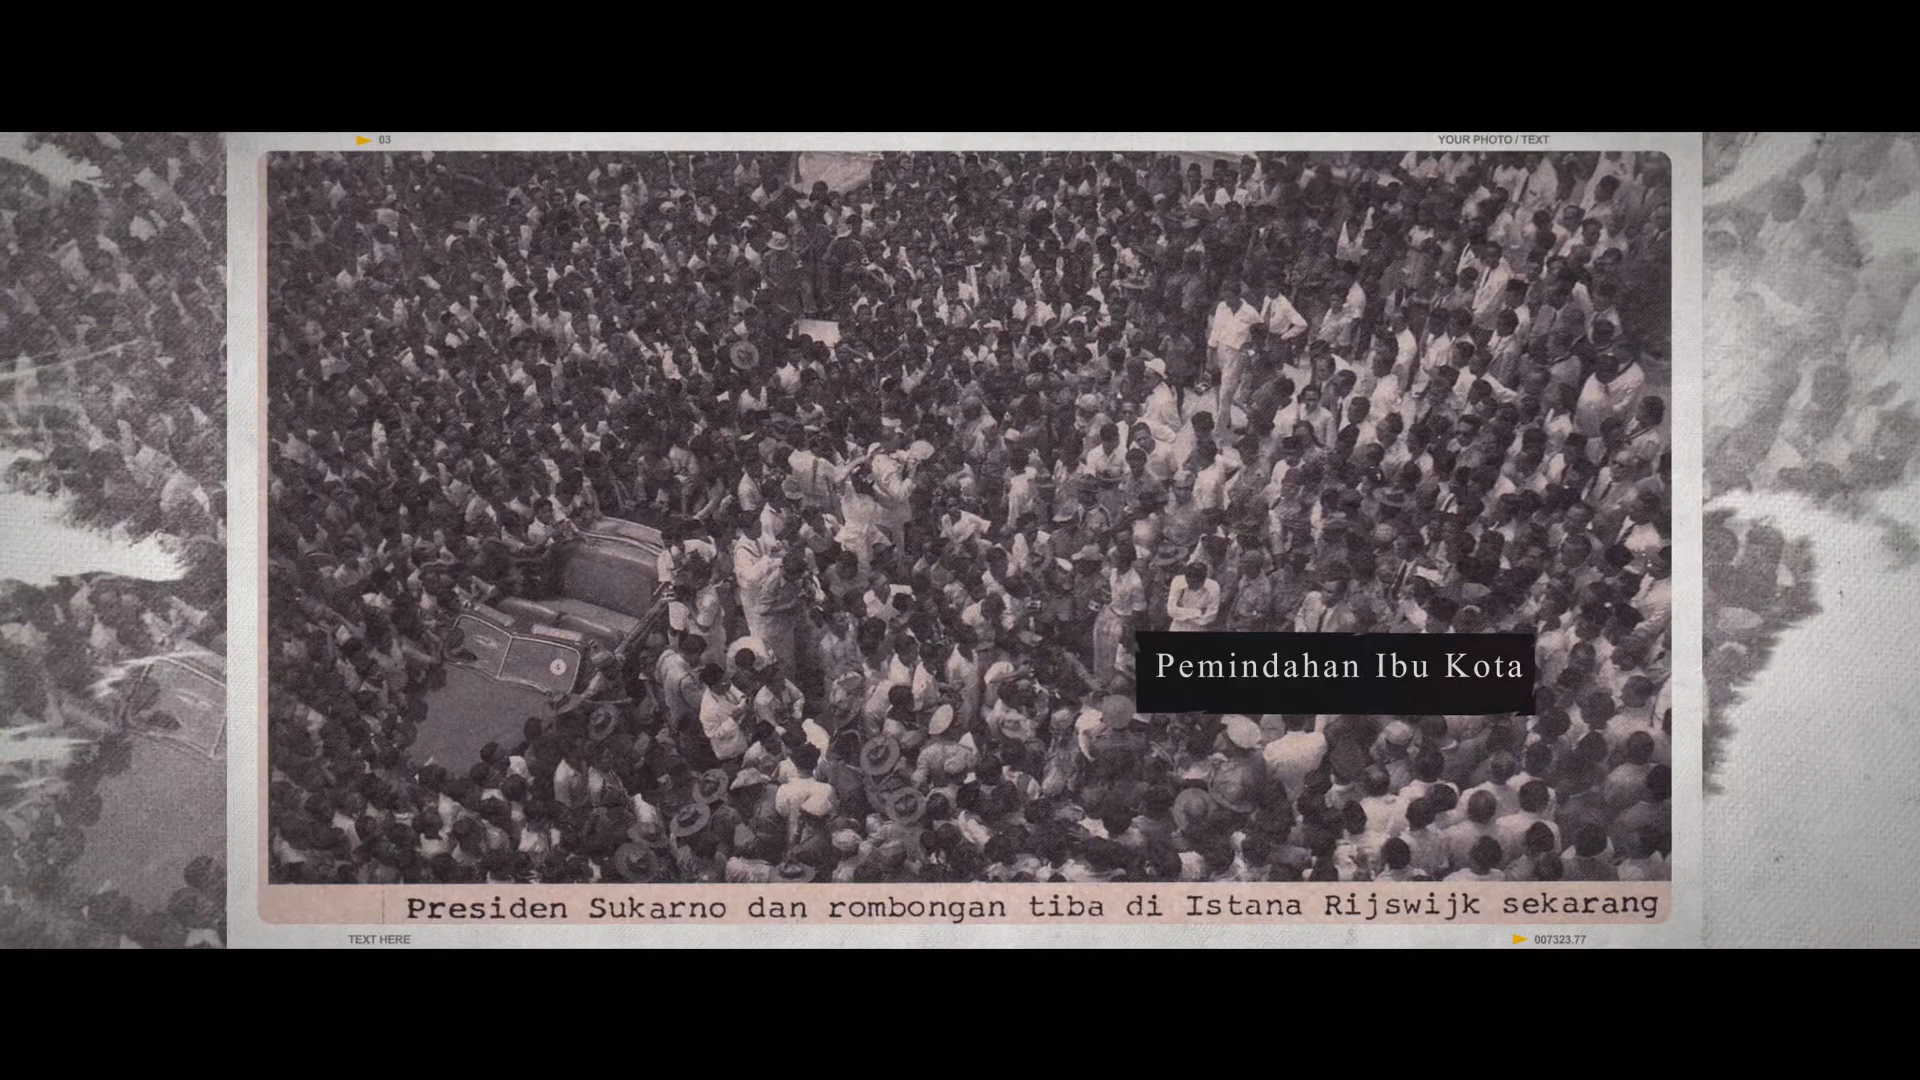 03
YOUR PHOTO / TEXT
Pemindahan Ibu Kota
Presiden Sukarno dan rombongan tiba di Istana Rijswijk sekarang
TEXT HERE
007323.77